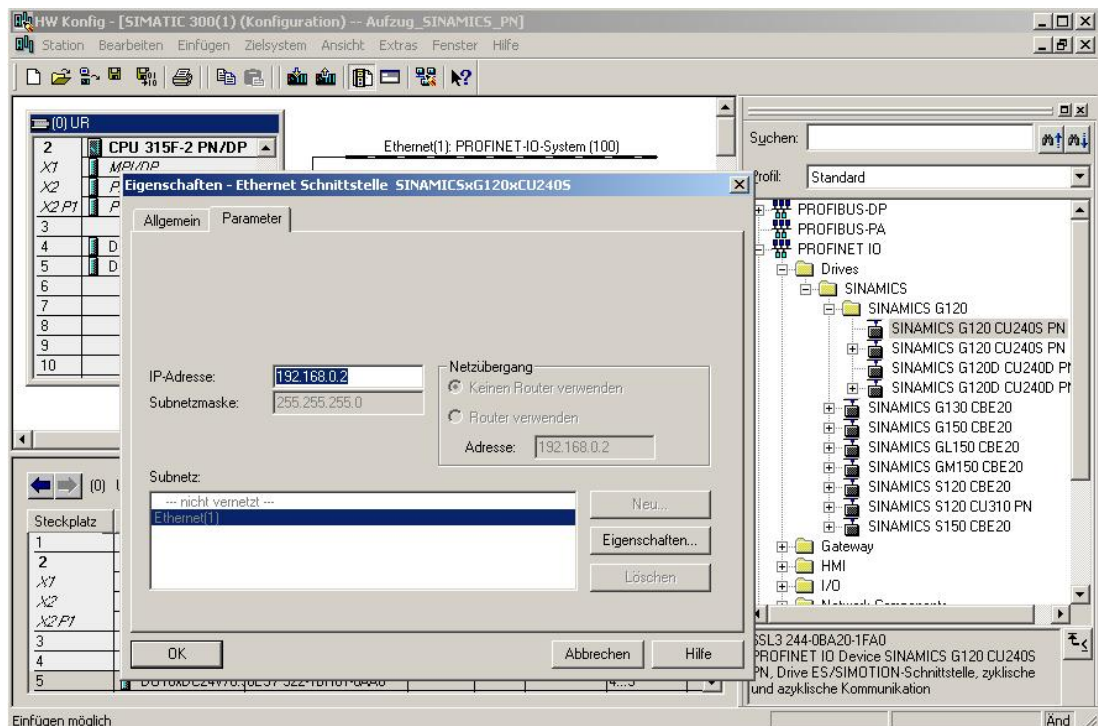 HW Konfig - [SIMATIC 300(1) (Konfiguration) -- Aufzug_SINAMICS_PN]
Station Bearbeiten Einfügen Zielsystem Ansicht Extras Fenster Hilfe
(0) UR
2 CPU 315F-2 PN/DP
X1 MPI/DP
X2 P
X2 P1 P
3
4 D
5 D
6
7
8
9
10
Ethernet(1): PROFINET-IO-System (100)
Eigenschaften - Ethernet Schnittstelle SINAMICSxG120xCU240S
Allgemein Parameter
IP-Adresse: 192.168.0.2
Subnetzmaske: 255.255.255.0
Netzübergang
Keinen Router verwenden
Router verwenden
Adresse: 192.168.0.2
Subnetz:
--- nicht vernetzt ---
Ethernet(1)
Neu...
Eigenschaften...
Löschen
OK Abbrechen Hilfe
(0)
Steckplatz
1
2
X1
X2
X2 P1
3
4
5
Suchen:
Profil: Standard
PROFIBUS-DP
PROFIBUS-PA
PROFINET IO
Drives
SINAMICS
SINAMICS G120
SINAMICS G120 CU240S PN
SINAMICS G120 CU240S PN
SINAMICS G120D CU240D P
SINAMICS G120D CU240D P
SINAMICS G130 CBE20
SINAMICS G150 CBE20
SINAMICS GL150 CBE20
SINAMICS GM150 CBE20
SINAMICS S120 CBE20
SINAMICS S120 CU310 PN
SINAMICS S150 CBE20
Gateway
HMI
I/O
Network Components
SL3 244-0BA20-1FA0
PROFINET IO Device SINAMICS G120 CU240S
PN, Drive ES/SIMOTION-Schnittstelle, zyklische
und azyklische Kommunikation
Einfügen möglich
Änd